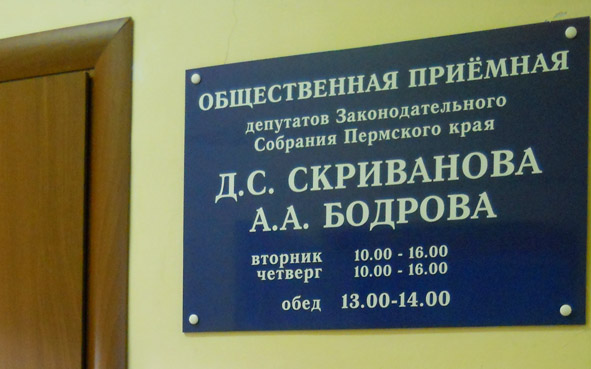 ОБЩЕСТВЕННАЯ ПРИЁМНАЯ
депутатов Законодательного
Собрания Пермского края
Д.С. СКРИВАНОВА
А.А. БОДРОВА
вторник 10.00 - 16.00
четверг 10.00 - 16.00
обед 13.00-14.00